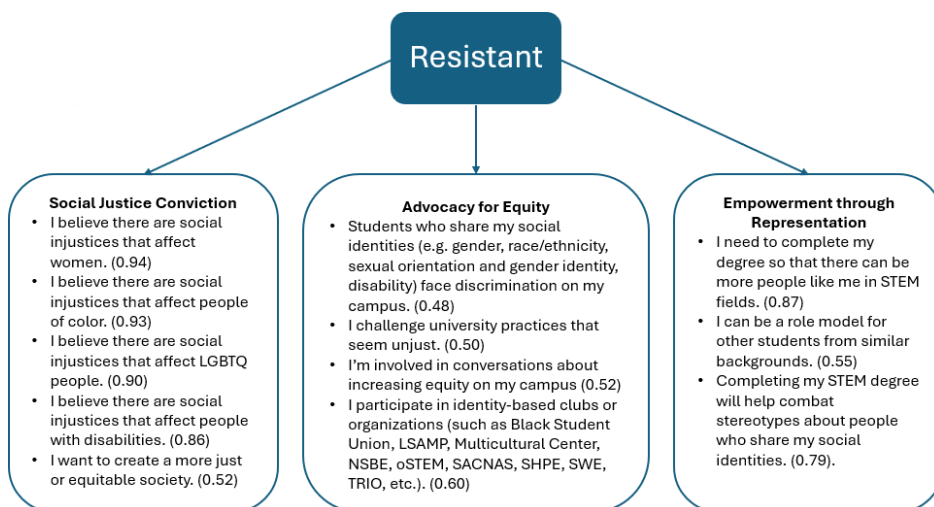 Resistant
Social Justice Conviction
• I believe there are social
injustices that affect
women. (0.94)
• I believe there are social
injustices that affect people
of color. (0.93)
• I believe there are social
injustices that affect LGBTQ
people. (0.90)
• I believe there are social
injustices that affect people
with disabilities. (0.86)
• I want to create a more just
or equitable society. (0.52)
Advocacy for Equity
• Students who share my social
identities (e.g. gender, race/ethnicity,
sexual orientation and gender identity,
disability) face discrimination on my
campus. (0.48)
• I challenge university practices that
seem unjust. (0.50)
• I'm involved in conversations about
increasing equity on my campus (0.52)
• I participate in identity-based clubs or
organizations (such as Black Student
Union, LSAMP, Multicultural Center,
NSBE, oSTEM, SACNAS, SHPE, SWE,
TRIO, etc.). (0.60)
Empowerment through
Representation
• I need to complete my
degree so that there can be
more people like me in STEM
fields. (0.87)
• I can be a role model for
other students from similar
backgrounds. (0.55)
• Completing my STEM degree
will help combat
stereotypes about people
who share my social
identities. (0.79).